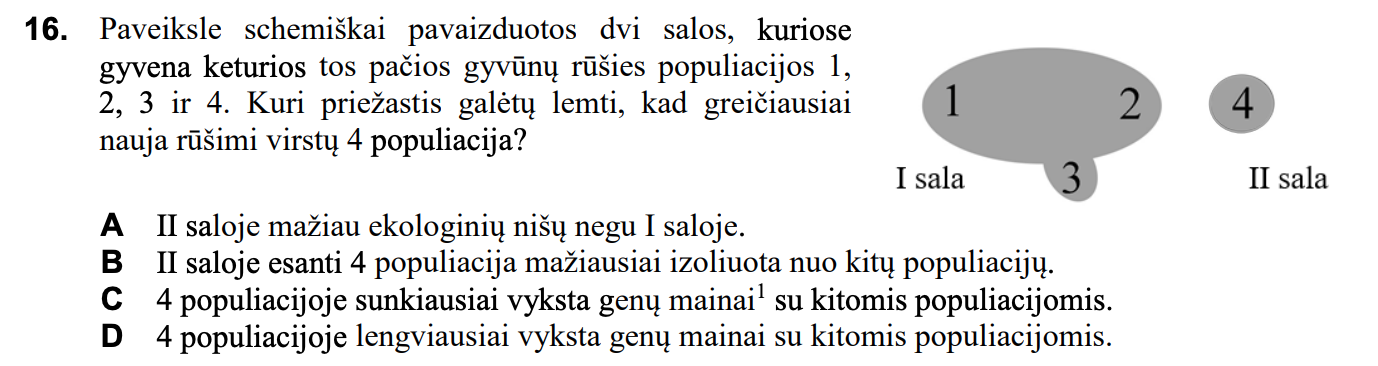 16. Paveiksle schemiškai pavaizduotos dvi salos, kuriose
gyvena keturios tos pačios gyvūnų rūšies populiacijos 1,
2, 3 ir 4. Kuri priežastis galėtų lemti, kad greičiausiai
nauja rūšimi virstų 4 populiacija?
1 2 4
3
I sala II sala
A II saloje mažiau ekologinių nišų negu I saloje.
B II saloje esanti 4 populiacija mažiausiai izoliuota nuo kitų populiacijų.
C 4 populiacijoje sunkiausiai vyksta genų mainai¹ su kitomis populiacijomis.
D 4 populiacijoje lengviausiai vyksta genų mainai su kitomis populiacijomis.